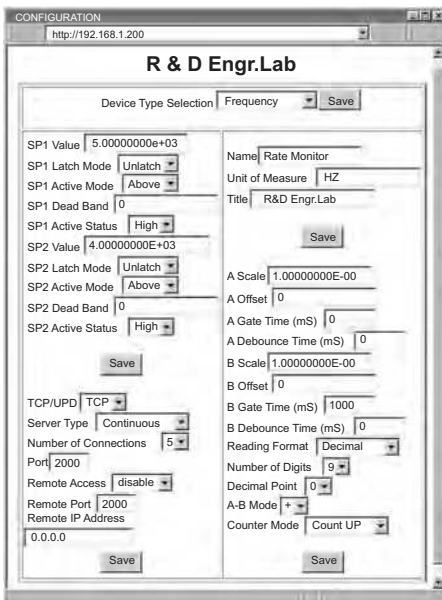 CONFIGURATION
http://192.168.1.200
R & D Engr.Lab
Device Type Selection Frequency Save
SP1 Value 5.00000000e+03
SP1 Latch Mode Unlatch
SP1 Active Mode Above
SP1 Dead Band 0
SP1 Active Status High
SP2 Value 4.00000000E+03
SP2 Latch Mode Unlatch
SP2 Active Mode Above
SP2 Dead Band 0
SP2 Active Status High
Save
TCP/UPD TCP
Server Type Continuous
Number of Connections 5
Port 2000
Remote Access disable
Remote Port 2000
Remote IP Address
0.0.0.0
Save
Name Rate Monitor
Unit of Measure HZ
Title R&D Engr.Lab
Save
A Scale 1.00000000E-00
A Offset 0
A Gate Time (mS) 0
A Debounce Time (mS) 0
B Scale 1.00000000E-00
B Offset 0
B Gate Time (mS) 1000
B Debounce Time (mS) 0
Reading Format Decimal
Number of Digits 9
Decimal Point 0
A-B Mode +
Counter Mode Count UP
Save